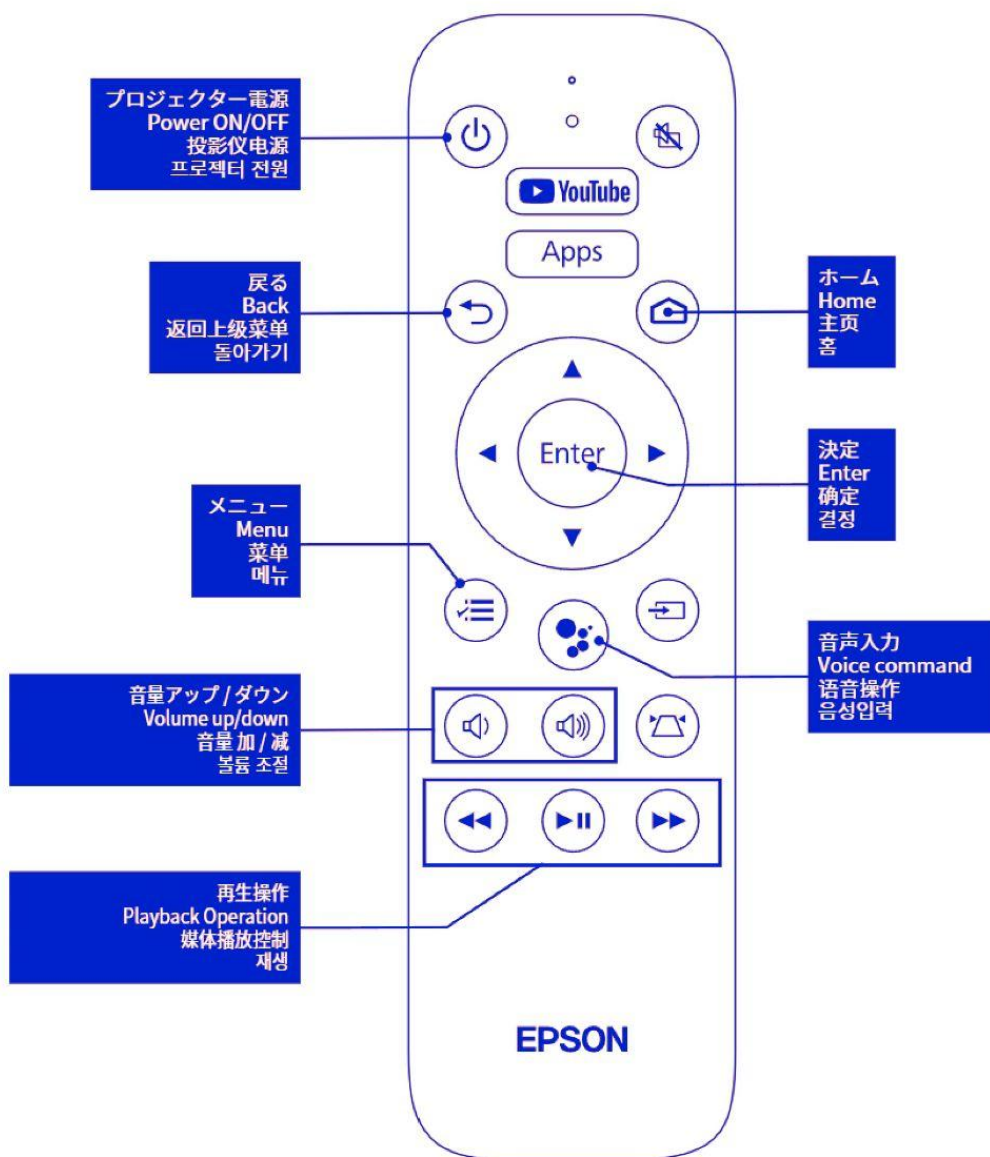 プロジェクター電源
Power ON/OFF
投影仪电源
프로젝터 전원
YouTube
Apps
戻る
Back
返回上级菜单
돌아가기
ホーム
Home
主页
홈
Enter
決定
Enter
确定
결정
メニュー
Menu
菜单
메뉴
音声入力
Voice command
语音操作
음성입력
音量アップ / ダウン
Volume up/down
音量 加 / 减
볼륨 조절
再生操作
Playback Operation
媒体播放控制
재생
EPSON